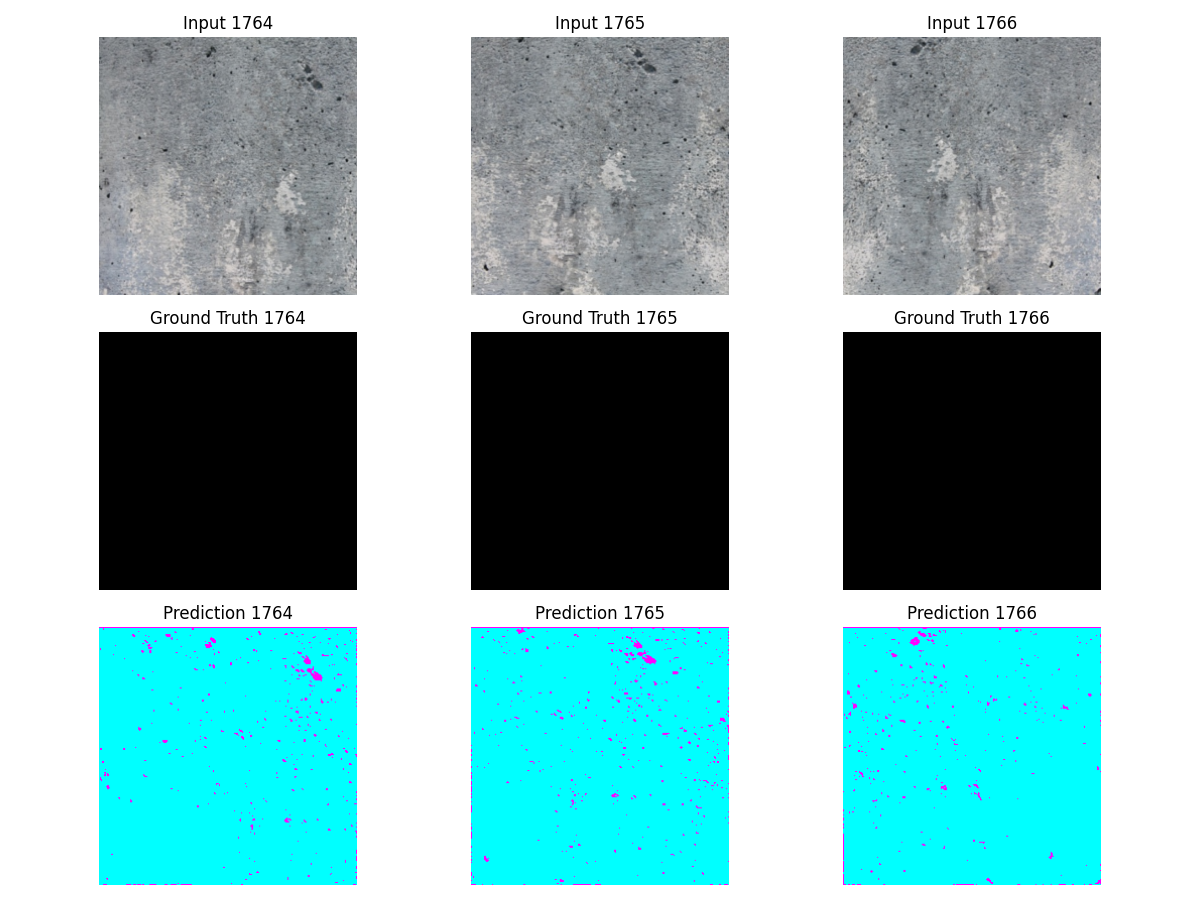 Input 1764
Input 1765
Input 1766
Ground Truth 1764
Ground Truth 1765
Ground Truth 1766
Prediction 1764
Prediction 1765
Prediction 1766